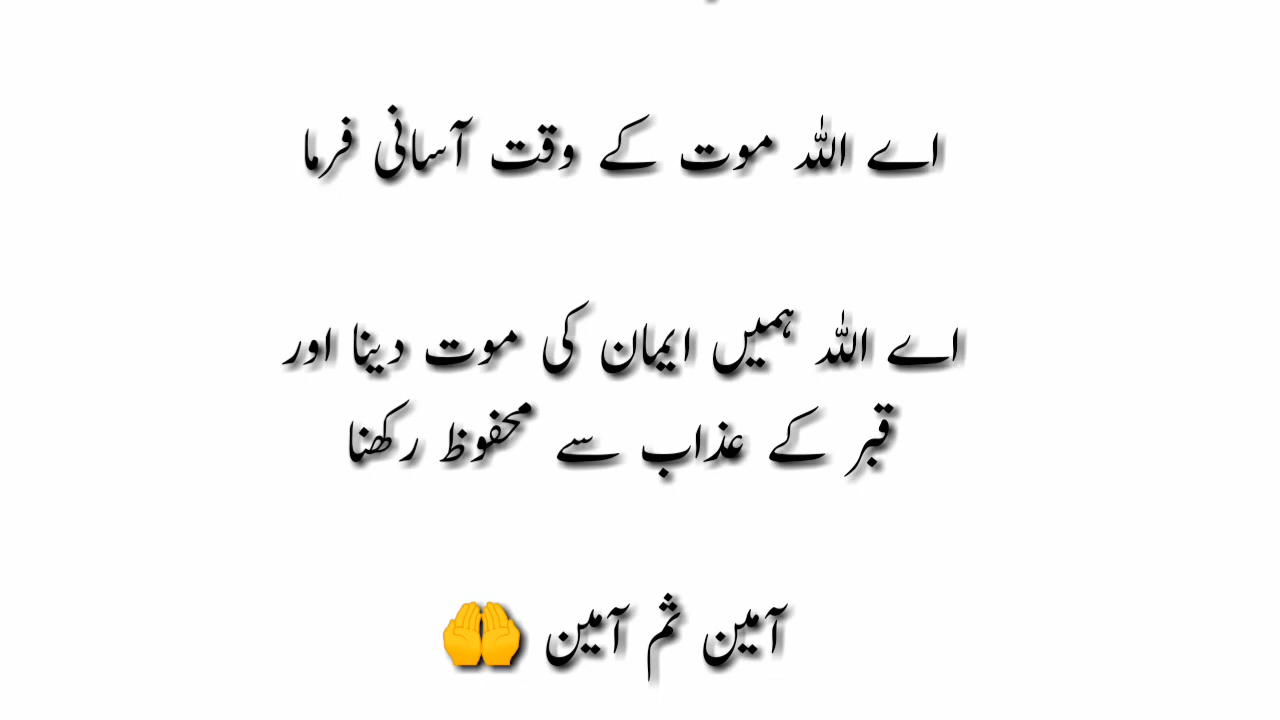 اے اللہ موت کے وقت آسانی فرما
اے اللہ ہمیں ایمان کی موت دینا اور
قبر کے عذاب سے محفوظ رکھنا
آمین ثم آمین 🤲